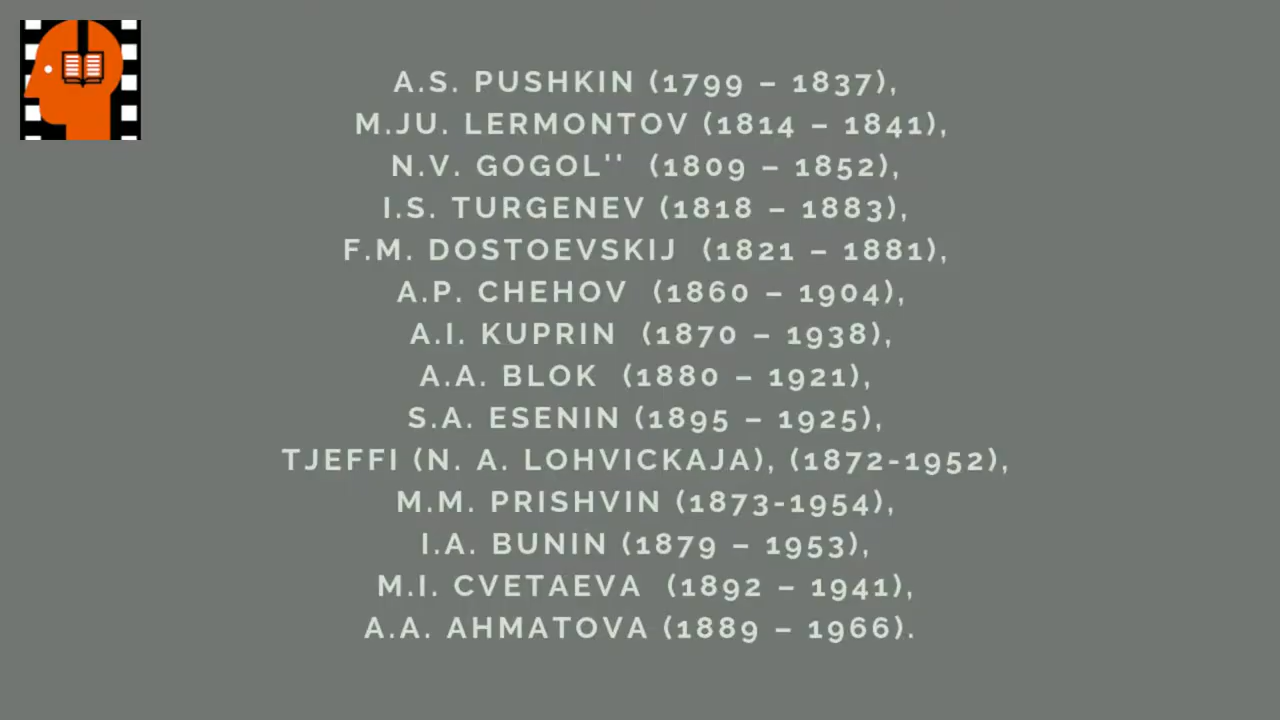 A.S. PUSHKIN (1799 – 1837),
M.JU. LERMONTOV (1814 – 1841),
N.V. GOGOL'' (1809 – 1852),
I.S. TURGENEV (1818 – 1883),
F.M. DOSTOEVSKIJ (1821 – 1881),
A.P. CHEHOV (1860 – 1904),
A.I. KUPRIN (1870 – 1938),
A.A. BLOK (1880 – 1921),
S.A. ESENIN (1895 – 1925),
TJEFFI (N. A. LOHVICKAJA), (1872-1952),
M.M. PRISHVIN (1873-1954),
I.A. BUNIN (1879 – 1953),
M.I. CVETAEVA (1892 – 1941),
A.A. AHMATOVA (1889 – 1966).